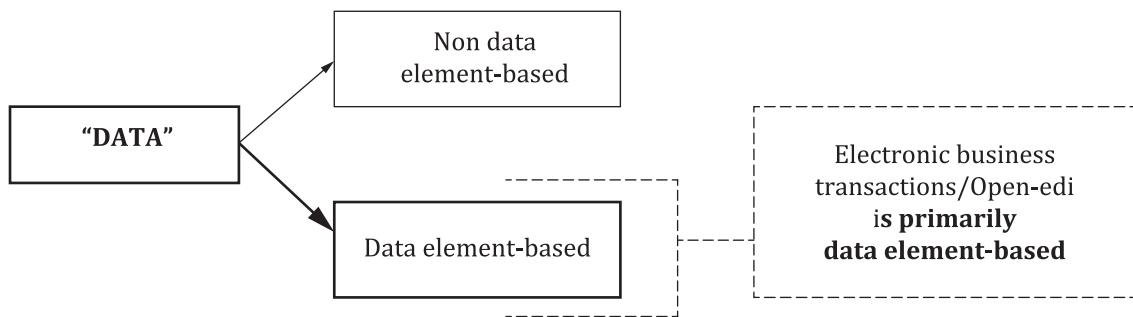 Non data
element-based
“DATA”
Data element-based
Electronic business
transactions/Open-edi
is primarily
data element-based